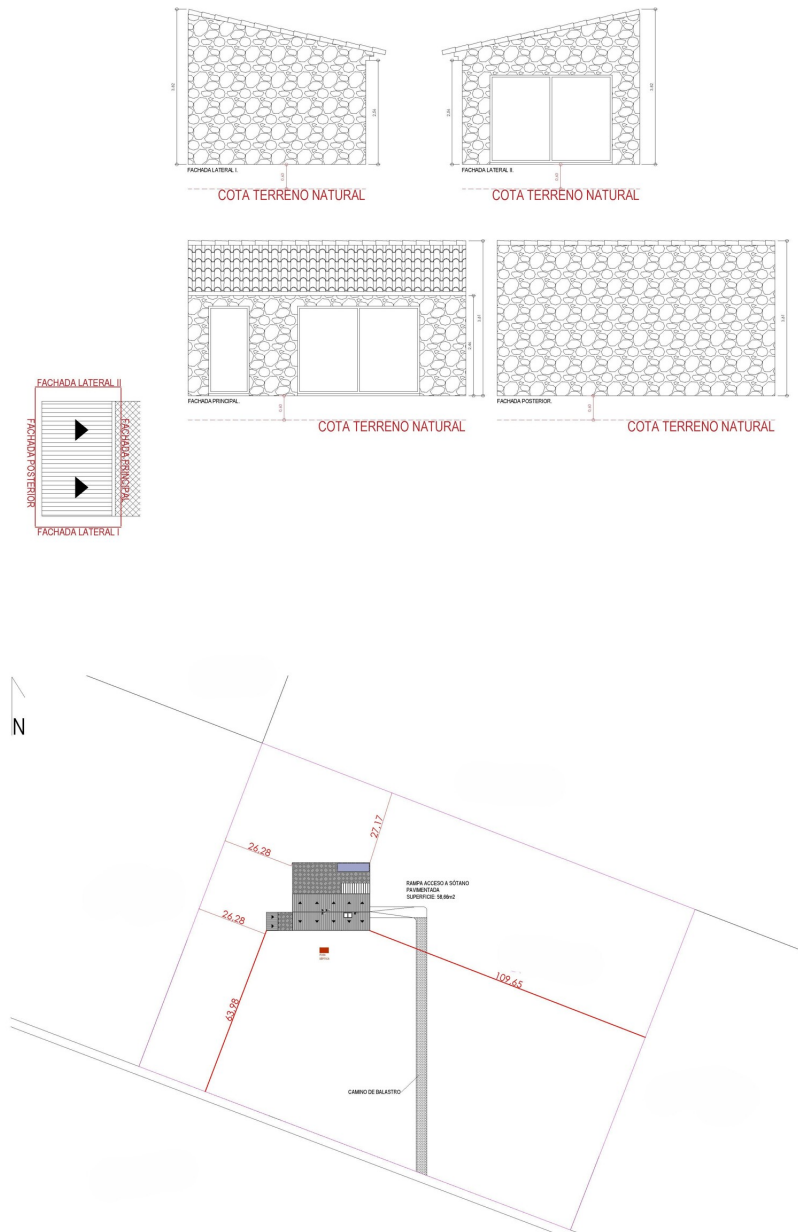 FACHADA LATERAL I.
COTA TERRENO NATURAL
FACHADA LATERAL II.
COTA TERRENO NATURAL
FACHADA PRINCIPAL.
COTA TERRENO NATURAL
FACHADA POSTERIOR.
COTA TERRENO NATURAL
FACHADA LATERAL II
FACHADA POSTERIOR
FACHADA PRINCIPAL
FACHADA LATERAL I
N
27,17
26,28
RAMPA ACCESO A SÓTANO
PAVIMENTADA
SUPERFICIE: 58,66m2
26,28
109,65
63,98
CAMINO DE BALASTRO